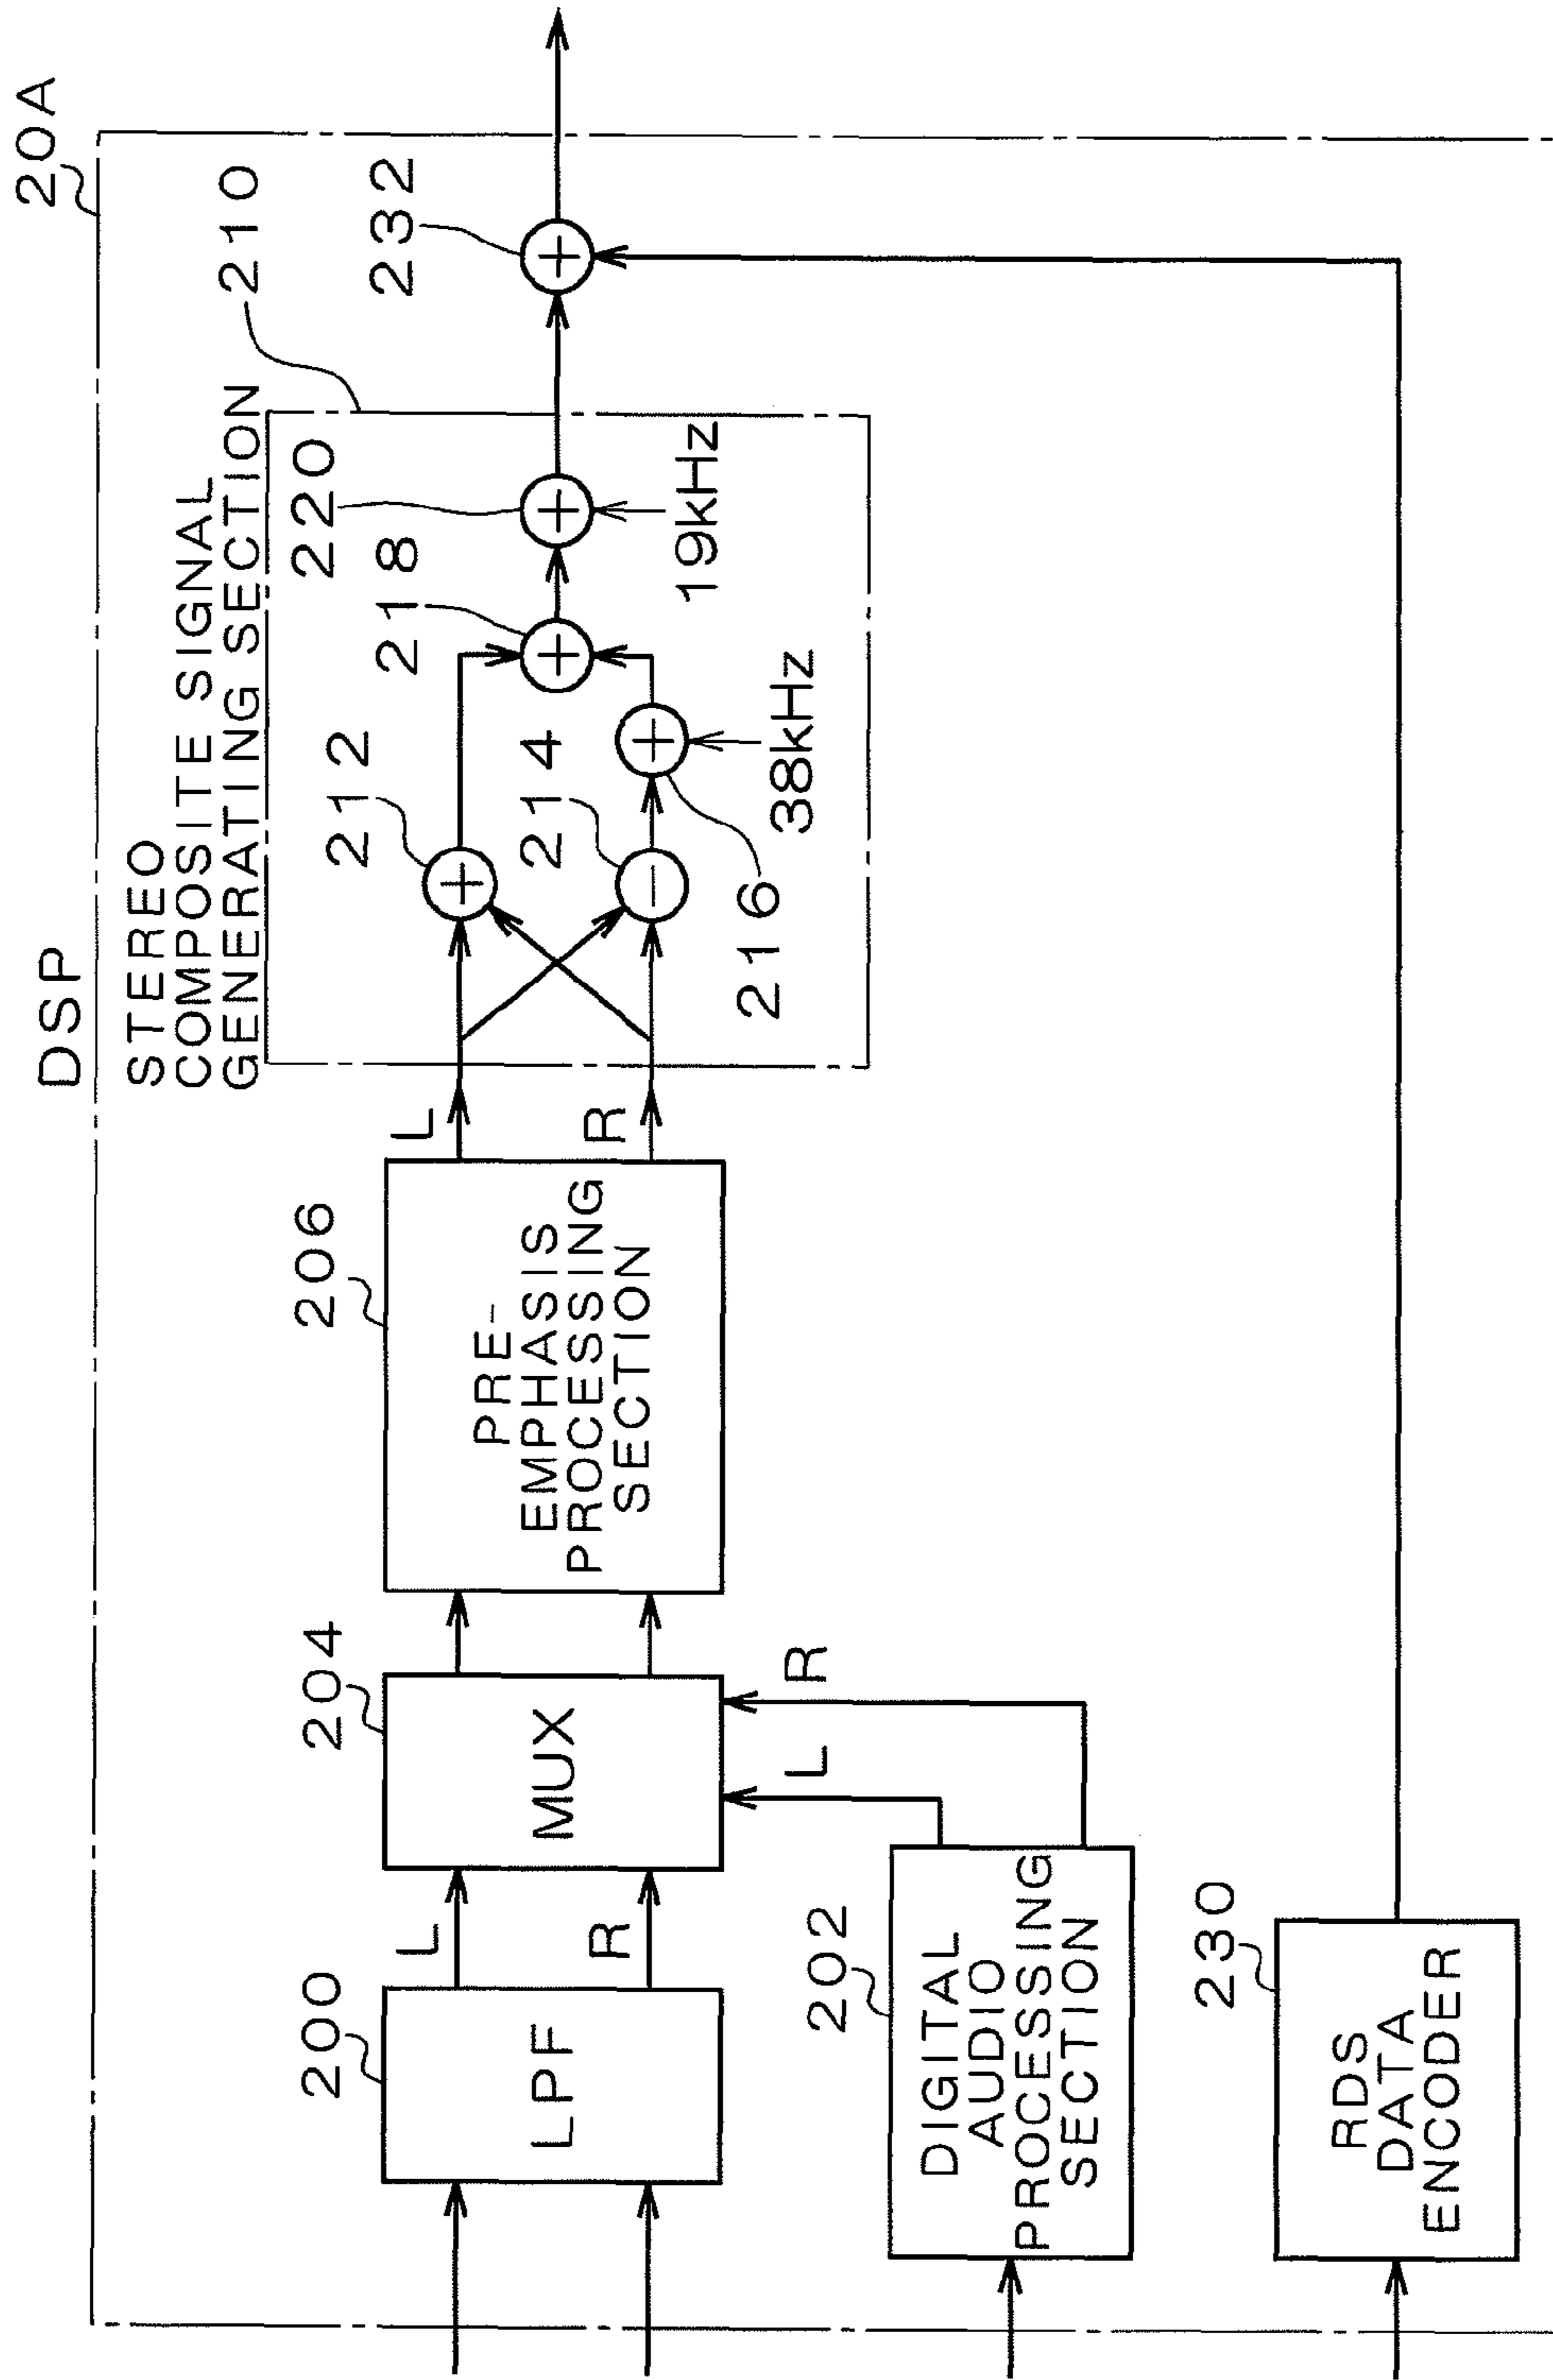 DSP
20A
STEREO
COMPOSITE SIGNAL
GENERATING SECTION
210
200
LPF
L
R
204
MUX
L
R
206
PRE-
EMPHASIS
PROCESSING
SECTION
L
R
212
214
216
38kHz
218
220
19kHz
232
202
DIGITAL
AUDIO
PROCESSING
SECTION
230
RDS
DATA
ENCODER